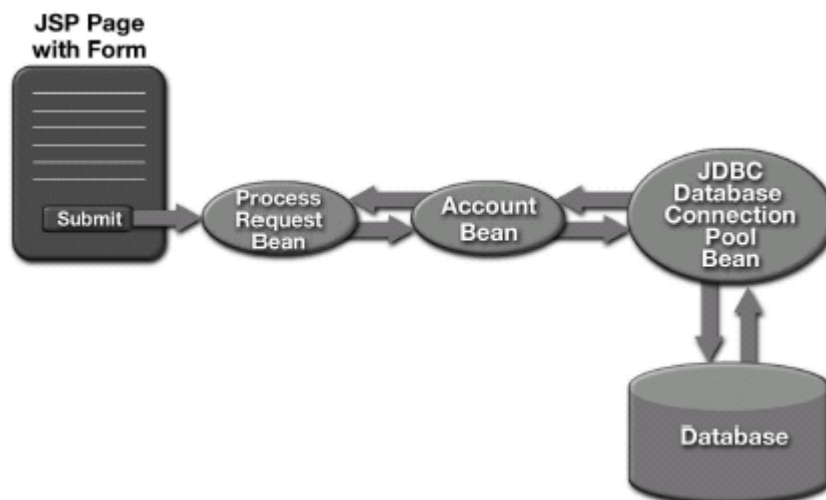 JSP Page
with Form
Submit
Process
Request
Bean
Account
Bean
JDBC
Database
Connection
Pool
Bean
Database